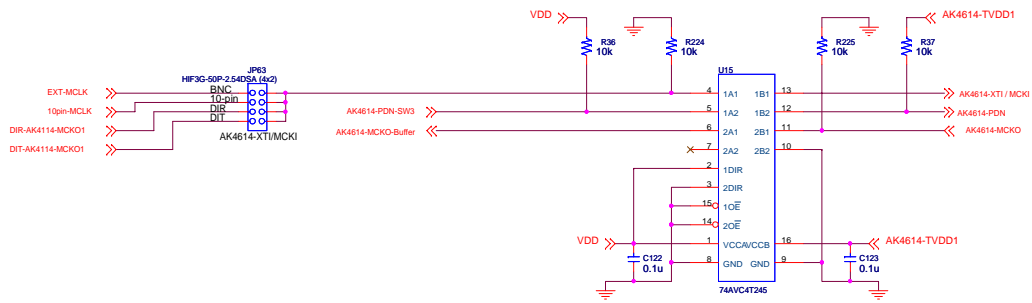 VDD
AK4614-TVDD1
R36
10k
R224
10k
R225
10k
R37
10k
JP63
HIF3G-50P-2.54DSA (4x2)
U15
EXT-MCLK
BNC
4
1A1
1B1
13
AK4614-XTI / MCKI
10pin-MCLK
10-pin
AK4614-PDN-SW3
5
1A2
1B2
12
AK4614-PDN
DIR-AK4114-MCKO1
DIR
AK4614-MCKO-Buffer
6
2A1
2B1
11
AK4614-MCKO
DIT-AK4114-MCKO1
DIT
AK4614-XTI/MCKI
7
2A2
2B2
10
2
1DIR
3
2DIR
15
1OE
14
2OE
VDD
1
VCCA
VCCB
16
AK4614-TVDD1
C122
0.1u
8
GND
GND
9
C123
0.1u
74AVC4T245